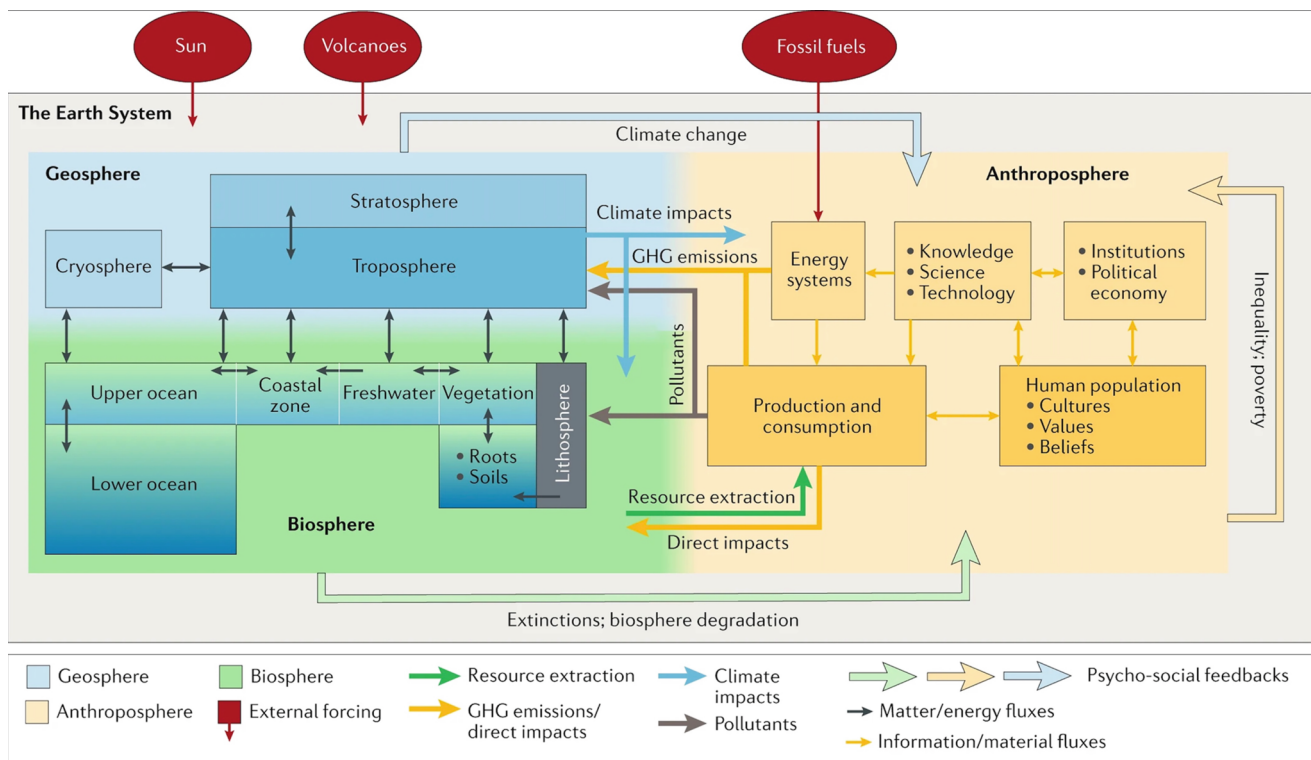 Sun
Volcanoes
Fossil fuels
The Earth System
Climate change
Geosphere
Anthroposphere
Stratosphere
Troposphere
Cryosphere
Climate impacts
GHG emissions
Pollutants
Energy
systems
• Knowledge
• Science
• Technology
• Institutions
• Political
economy
Inequality; poverty
Upper ocean
Coastal
zone
Freshwater
Vegetation
Lithosphere
Lower ocean
• Roots
• Soils
Biosphere
Production and
consumption
Human population
• Cultures
• Values
• Beliefs
Resource extraction
Direct impacts
Extinctions; biosphere degradation
Geosphere
Biosphere
Anthroposphere
External forcing
Resource extraction
GHG emissions/
direct impacts
Climate
impacts
Pollutants
Psycho-social feedbacks
Matter/energy fluxes
Information/material fluxes